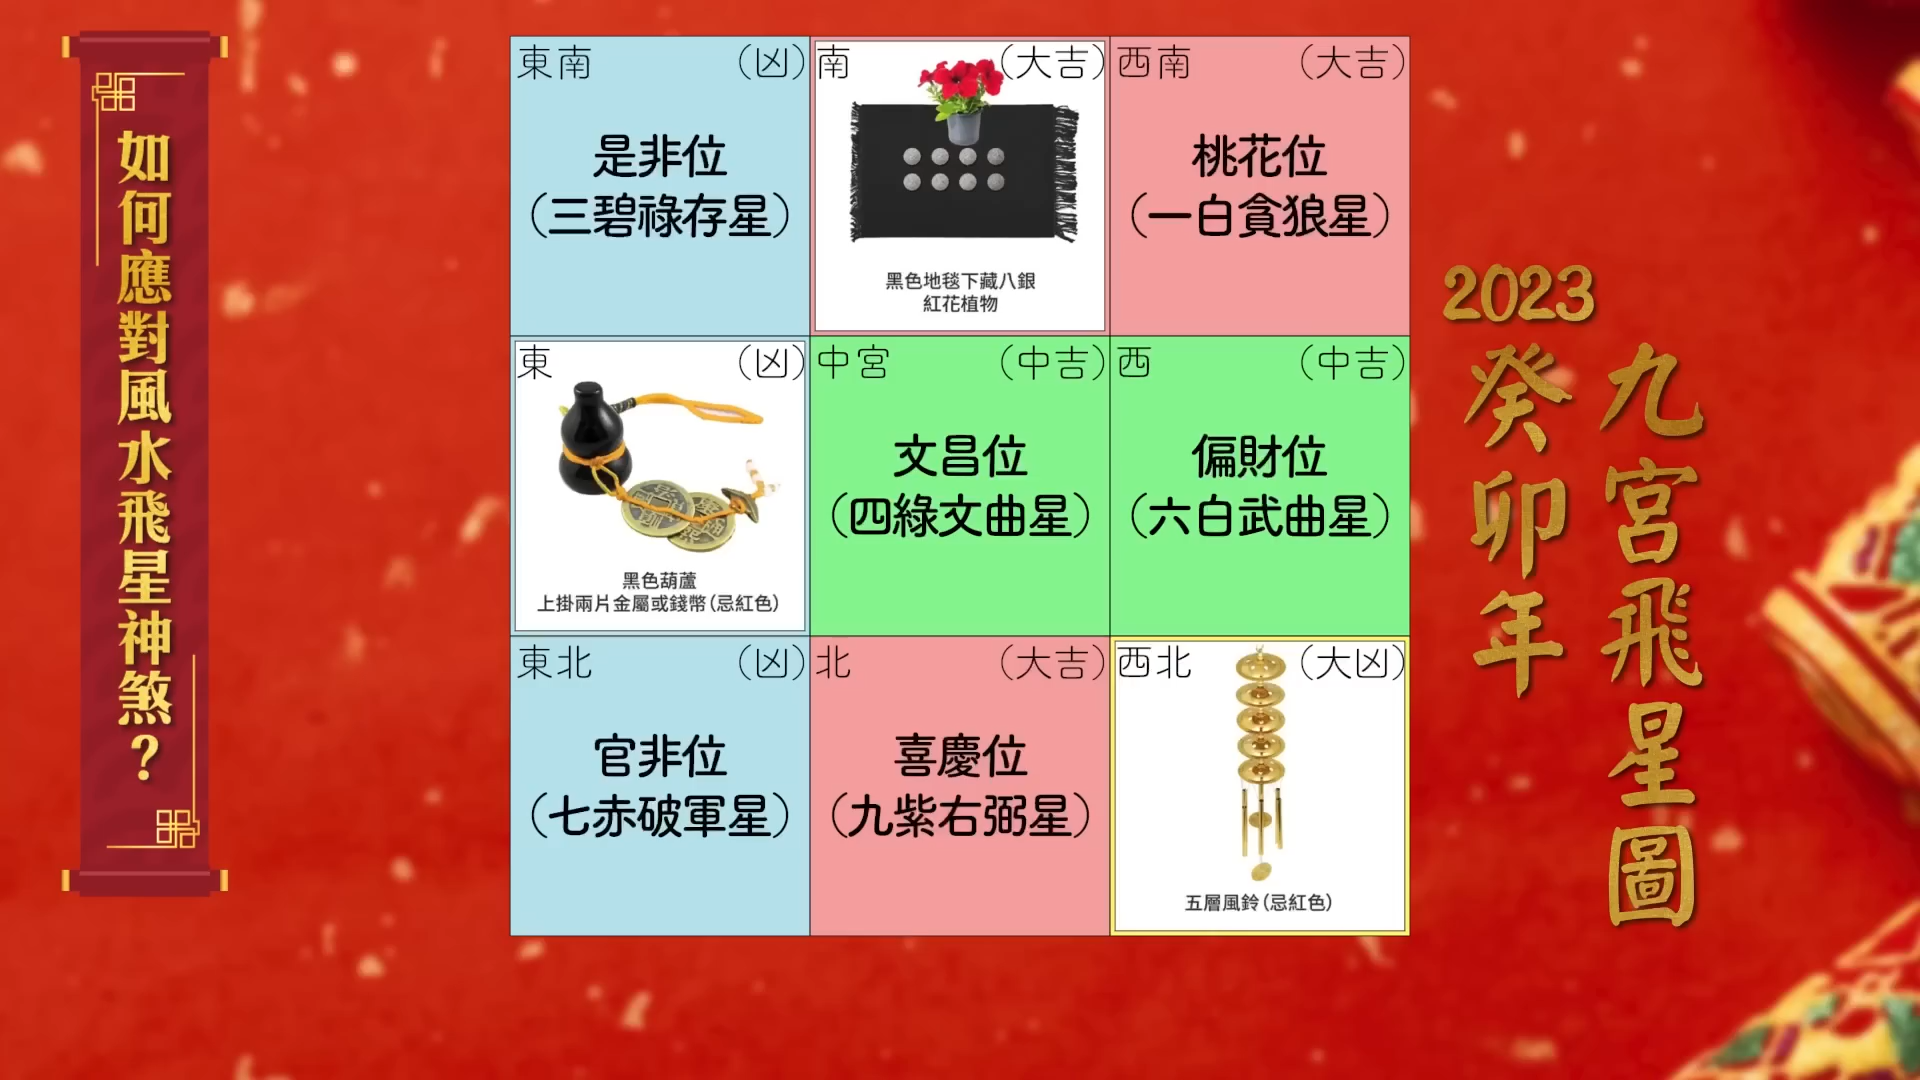 如何應對風水飛星神煞？
東南 （凶）
是非位
（三碧祿存星）
南 （大吉）
黑色地毯下藏八銀
紅花植物
西南 （大吉）
桃花位
（一白貪狼星）
東 （凶）
黑色葫蘆
上掛兩片金屬或錢幣（忌紅色）
中宮 （中吉）
文昌位
（四綠文曲星）
西 （中吉）
偏財位
（六白武曲星）
東北 （凶）
官非位
（七赤破軍星）
北 （大吉）
喜慶位
（九紫右弼星）
西北 （大凶）
五層風鈴（忌紅色）
2023
癸卯年
九宮飛星圖